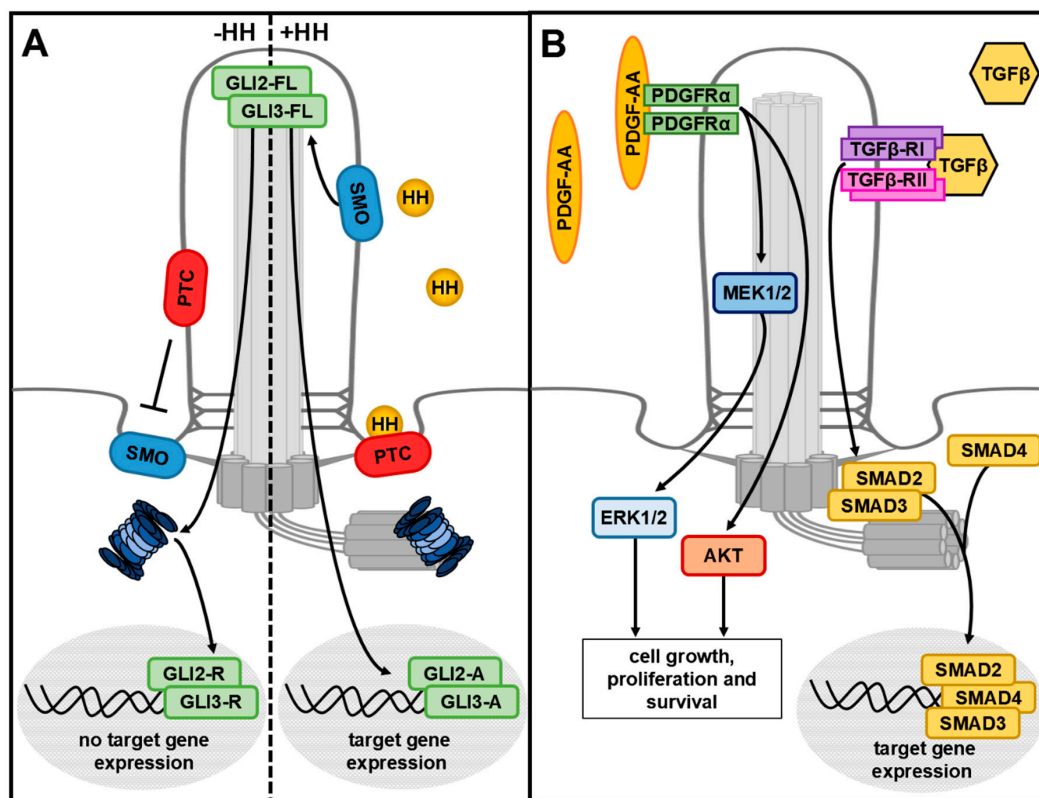 A
-HH
+HH
GLI2-FL
GLI3-FL
SMO
HH
PTC
HH
HH
SMO
PTC
GLI2-R
GLI3-R
no target gene
expression
GLI2-A
GLI3-A
target gene
expression
B
PDGF-AA
PDGF-AA
PDGFRα
PDGFRα
TGFβ
TGFβ-RI
TGFβ-RII
TGFβ
MEK1/2
SMAD4
SMAD2
SMAD3
ERK1/2
AKT
cell growth,
proliferation and
survival
SMAD2
SMAD4
SMAD3
target gene
expression